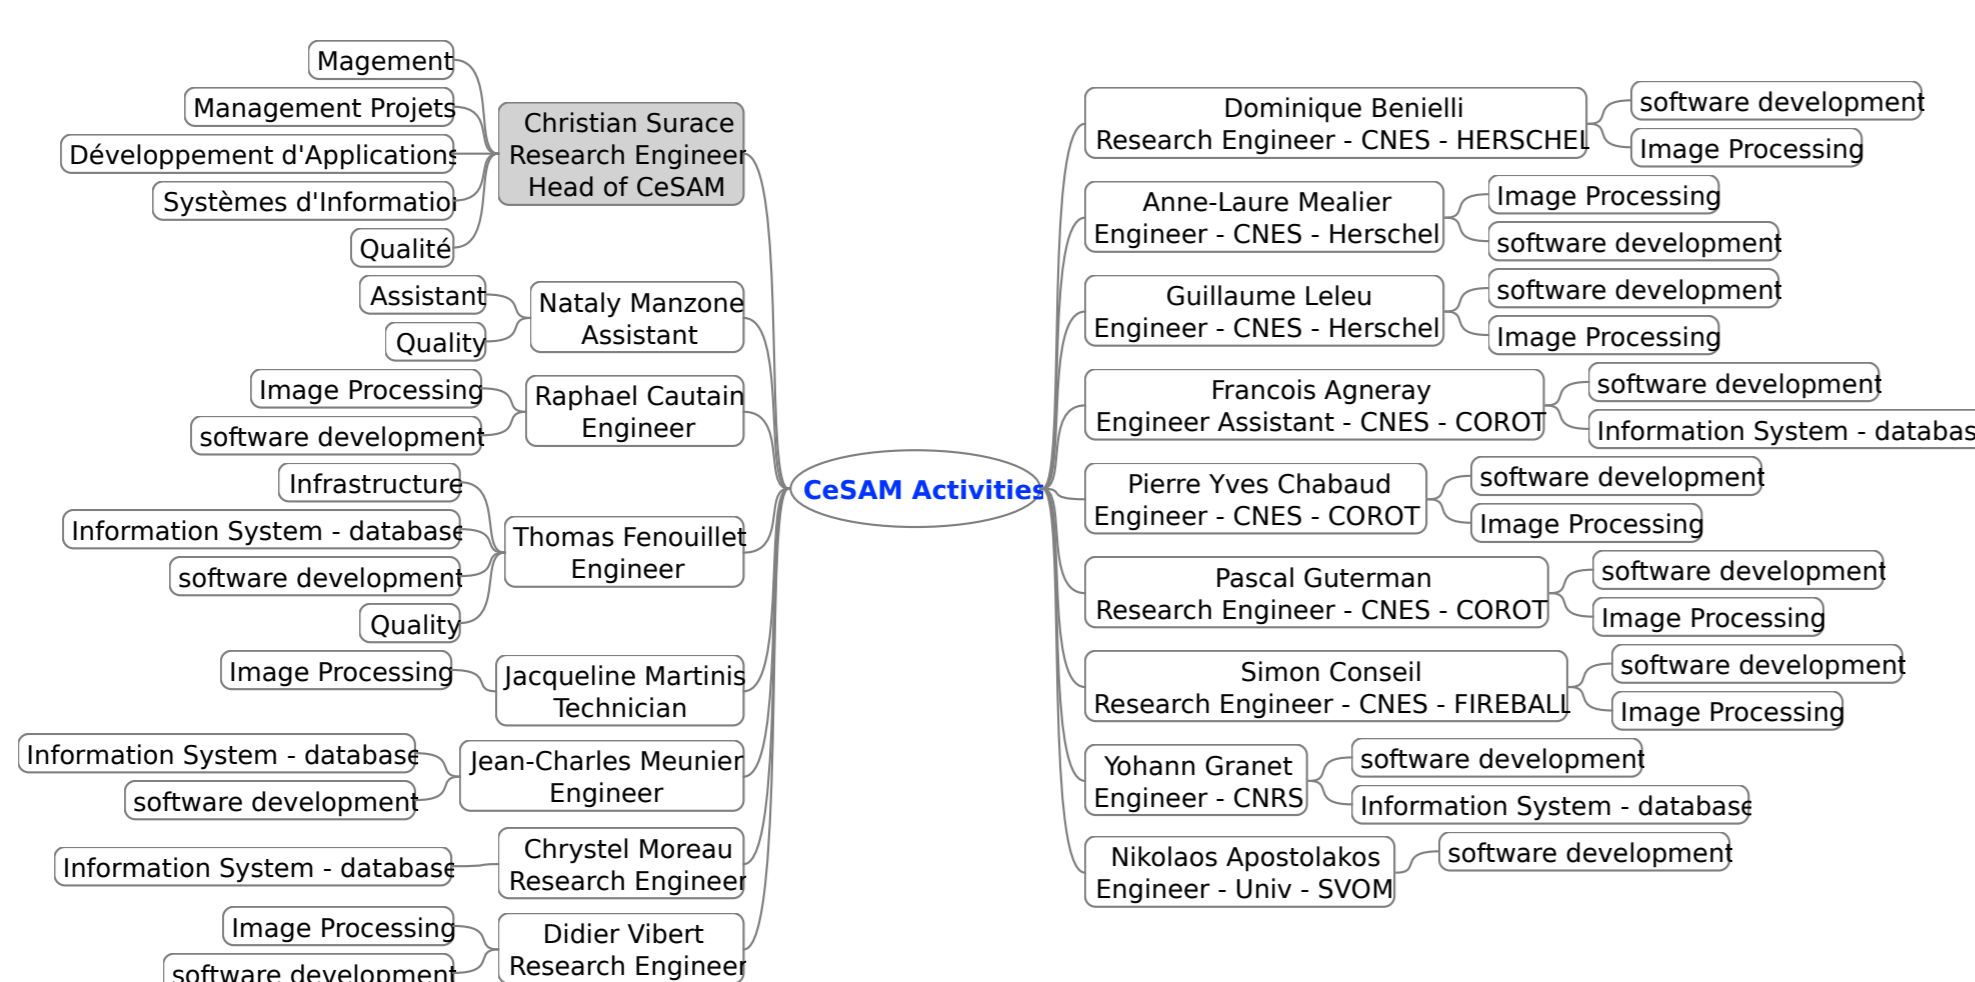 Magement
Management Projets
Développement d'Applications
Systèmes d'Information
Qualité
Christian Surace
Research Engineer
Head of CeSAM
Assistant
Quality
Nataly Manzone
Assistant
Image Processing
software development
Raphael Cautain
Engineer
Infrastructure
Information System - database
software development
Quality
Thomas Fenouillet
Engineer
Image Processing
Jacqueline Martinis
Technician
Information System - database
software development
Jean-Charles Meunier
Engineer
Information System - database
Chrystel Moreau
Research Engineer
Image Processing
software development
Didier Vibert
Research Engineer
CeSAM Activities
Dominique Benielli
Research Engineer - CNES - HERSCHEL
software development
Image Processing
Anne-Laure Mealier
Engineer - CNES - Herschel
Image Processing
software development
Guillaume Leleu
Engineer - CNES - Herschel
software development
Image Processing
Francois Agneray
Engineer Assistant - CNES - COROT
software development
Information System - databas
Pierre Yves Chabaud
Engineer - CNES - COROT
software development
Image Processing
Pascal Guterman
Research Engineer - CNES - COROT
software development
Image Processing
Simon Conseil
Research Engineer - CNES - FIREBALL
software development
Image Processing
Yohann Granet
Engineer - CNRS
software development
Information System - database
Nikolaos Apostolakos
Engineer - Univ - SVOM
software development